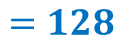 = 128